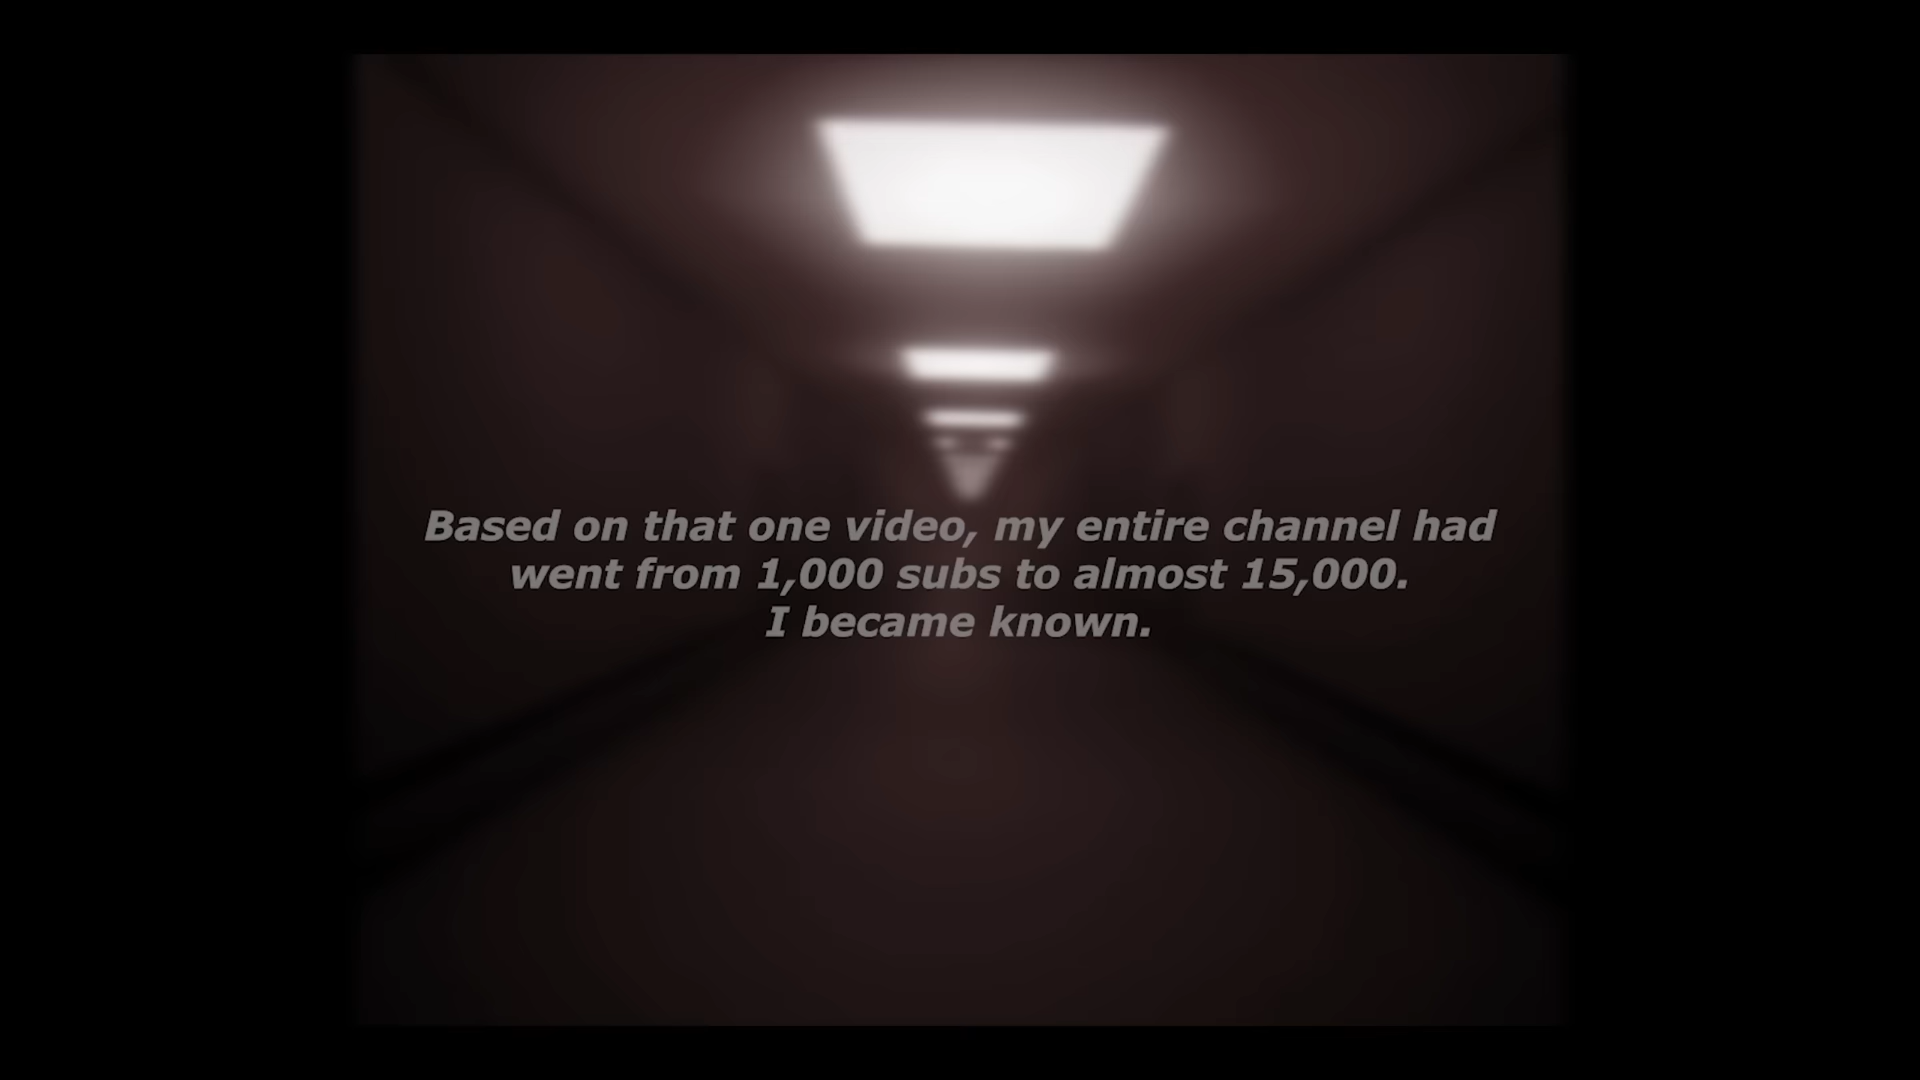 Based on that one video, my entire channel had
went from 1,000 subs to almost 15,000.
I became known.